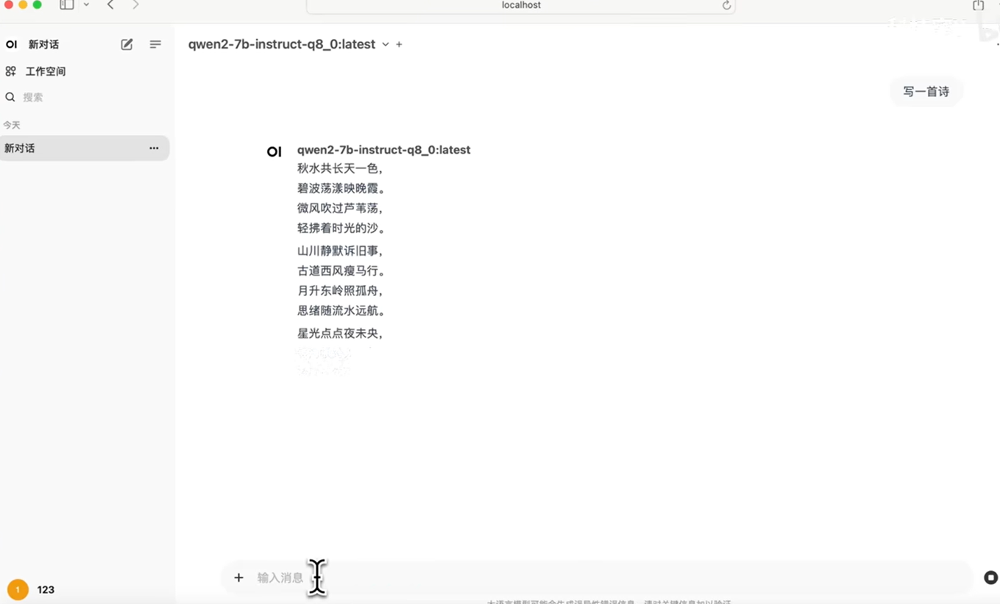 localhost
OI 新对话
工作空间
搜索
今天
新对话
qwen2-7b-instruct-q8_0:latest
写一首诗
OI qwen2-7b-instruct-q8_0:latest
秋水共长天一色，
碧波荡漾映晚霞。
微风吹过芦苇荡，
轻拂着时光的沙。
山川静默诉旧事，
古道西风瘦马行。
月升东岭照孤舟，
思绪随流水远航。
星光点点夜未央，
输入消息
1 123